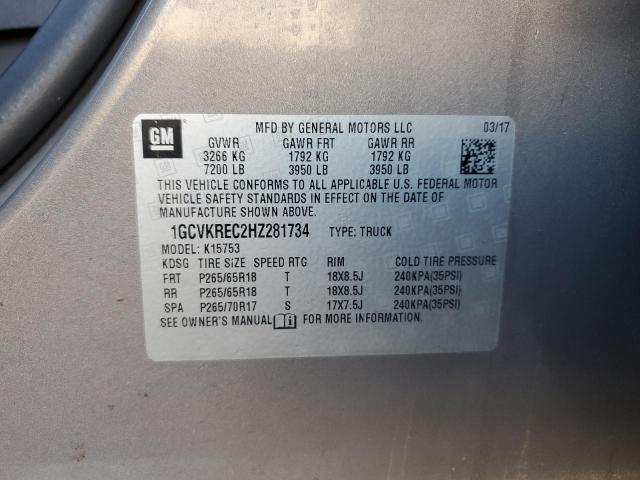 GM
MFD BY GENERAL MOTORS LLC 03/17
GVWR GAWR FRT GAWR RR
3266 KG 1792 KG 1792 KG
7200 LB 3950 LB 3950 LB
THIS VEHICLE CONFORMS TO ALL APPLICABLE U.S. FEDERAL MOTOR
VEHICLE SAFETY STANDARDS IN EFFECT ON THE DATE OF
MANUFACTURE SHOWN ABOVE.
1GCVKREC2HZ281734 TYPE: TRUCK
MODEL: K15753
KDSG TIRE SIZE SPEED RTG RIM COLD TIRE PRESSURE
FRT P265/65R18 T 18X8.5J 240KPA(35PSI)
RR P265/65R18 T 18X8.5J 240KPA(35PSI)
SPA P265/70R17 S 17X7.5J 240KPA(35PSI)
SEE OWNER'S MANUAL i FOR MORE INFORMATION.